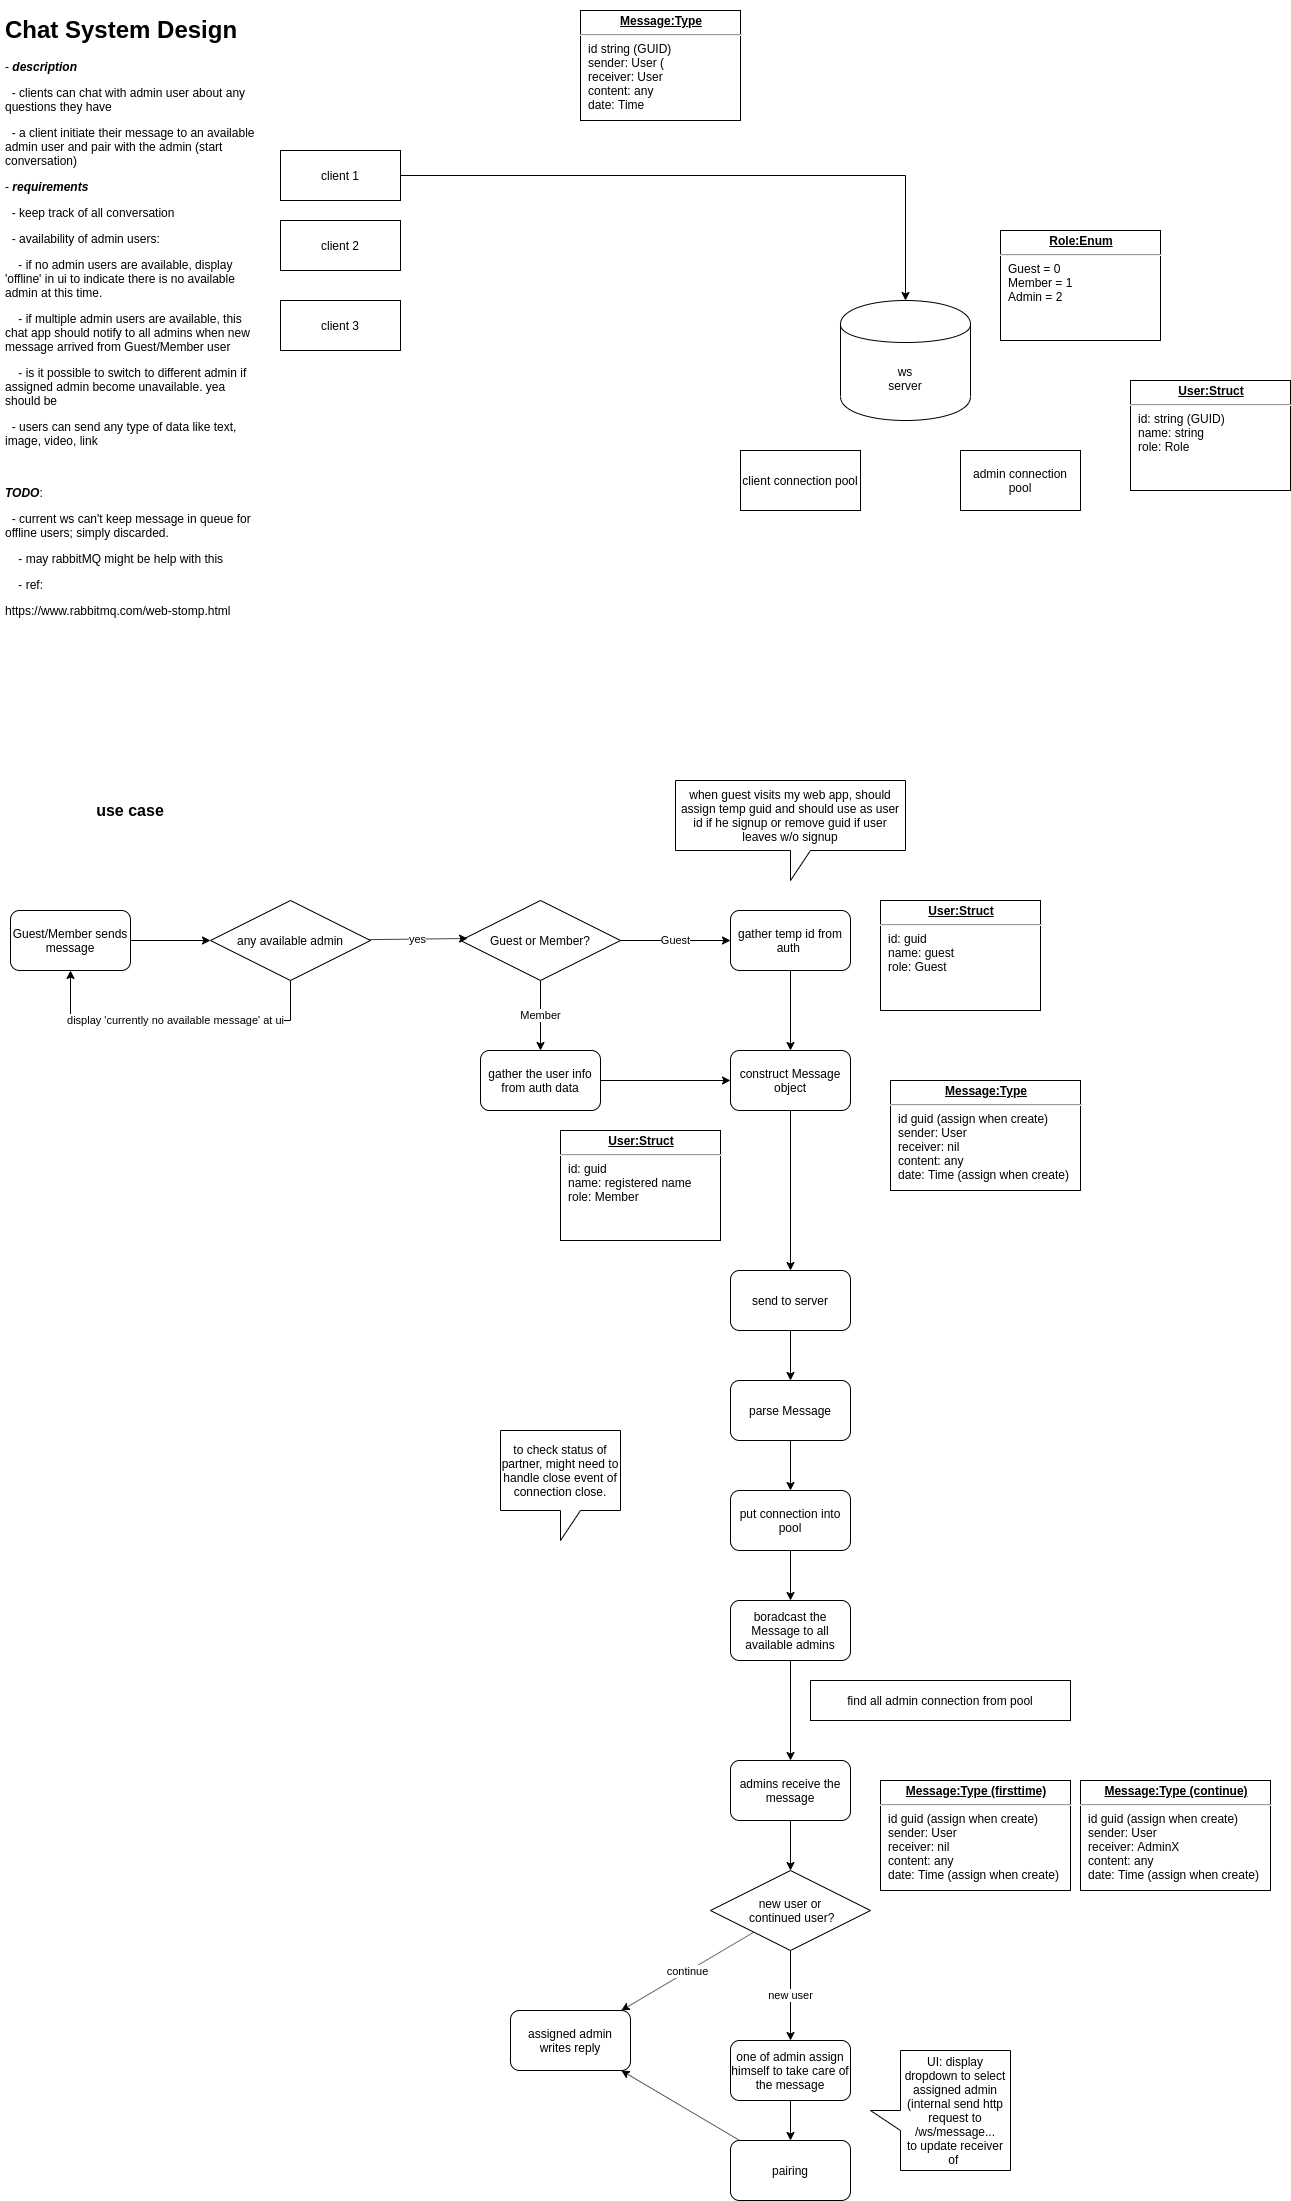 Chat System Design
- description
- clients can chat with admin user about any
questions they have
- a client initiate their message to an available
admin user and pair with the admin (start
conversation)
- requirements
- keep track of all conversation
- availability of admin users:
- if no admin users are available, display
'offline' in ui to indicate there is no available
admin at this time.
- if multiple admin users are available, this
chat app should notify to all admins when new
message arrived from Guest/Member user
- is it possible to switch to different admin if
assigned admin become unavailable. yea
should be
- users can send any type of data like text,
image, video, link
TODO:
- current ws can't keep message in queue for
offline users; simply discarded.
- may rabbitMQ might be help with this
- ref:
https://www.rabbitmq.com/web-stomp.html
Message:Type
id string (GUID)
sender: User (
receiver: User
content: any
date: Time
client 1
client 2
client 3
ws
server
client connection pool
admin connection
pool
Role:Enum
Guest = 0
Member = 1
Admin = 2
User:Struct
id: string (GUID)
name: string
role: Role
use case
when guest visits my web app, should
assign temp guid and should use as user
id if he signup or remove guid if user
leaves w/o signup
Guest/Member sends
message
any available admin
yes
Guest or Member?
Guest
gather temp id from
auth
User:Struct
id: guid
name: guest
role: Guest
display 'currently no available message' at ui
Member
gather the user info
from auth data
construct Message
object
Message:Type
id guid (assign when create)
sender: User
receiver: nil
content: any
date: Time (assign when create)
User:Struct
id: guid
name: registered name
role: Member
send to server
parse Message
to check status of
partner, might need to
handle close event of
connection close.
put connection into
pool
boradcast the
Message to all
available admins
find all admin connection from pool
admins receive the
message
Message:Type (firsttime)
id guid (assign when create)
sender: User
receiver: nil
content: any
date: Time (assign when create)
Message:Type (continue)
id guid (assign when create)
sender: User
receiver: AdminX
content: any
date: Time (assign when create)
new user or
continued user?
continue
new user
assigned admin
writes reply
one of admin assign
himself to take care of
the message
UI: display
dropdown to select
assigned admin
(internal send http
request to
/ws/message...
to update receiver
of
pairing